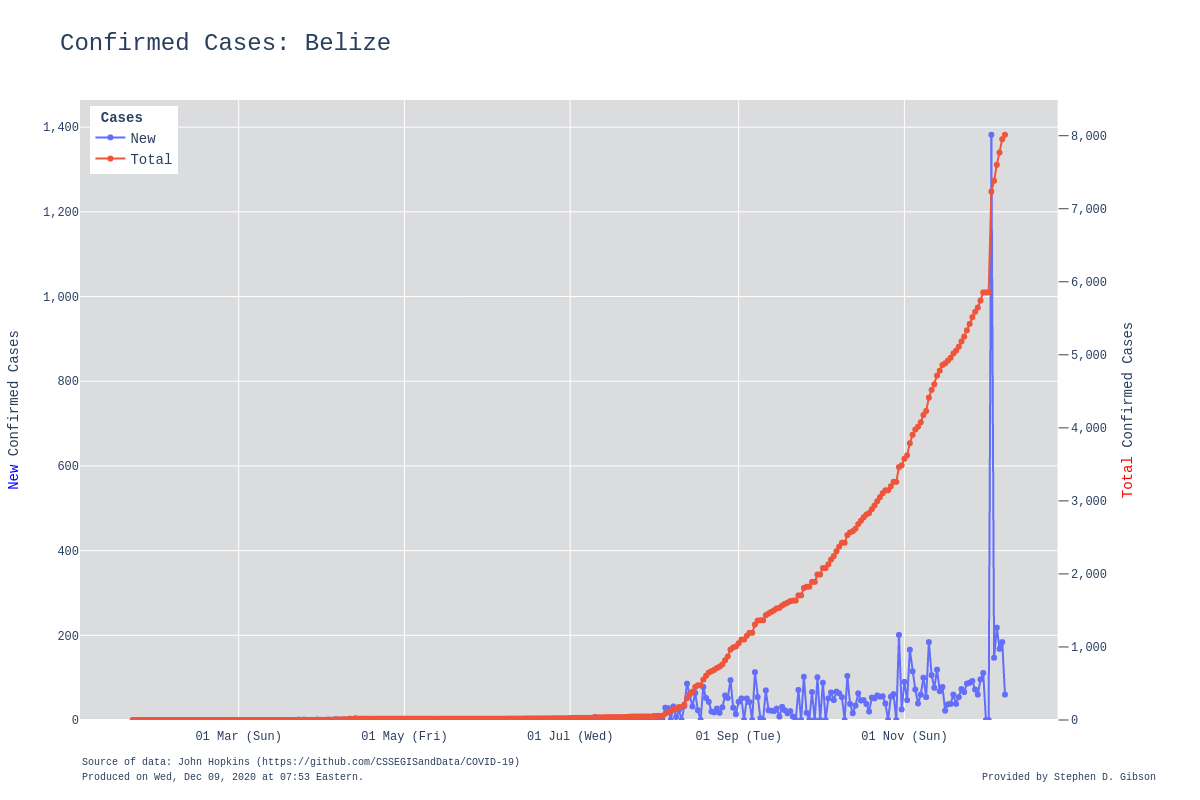 Confirmed Cases: Belize
Cases
New
Total
1,400
1,200
1,000
800
600
400
200
0
New Confirmed Cases
8,000
7,000
6,000
5,000
4,000
3,000
2,000
1,000
0
Total Confirmed Cases
01 Mar (Sun)
01 May (Fri)
01 Jul (Wed)
01 Sep (Tue)
01 Nov (Sun)
Source of data: John Hopkins (https://github.com/CSSEGISandData/COVID-19)
Produced on Wed, Dec 09, 2020 at 07:53 Eastern.
Provided by Stephen D. Gibson